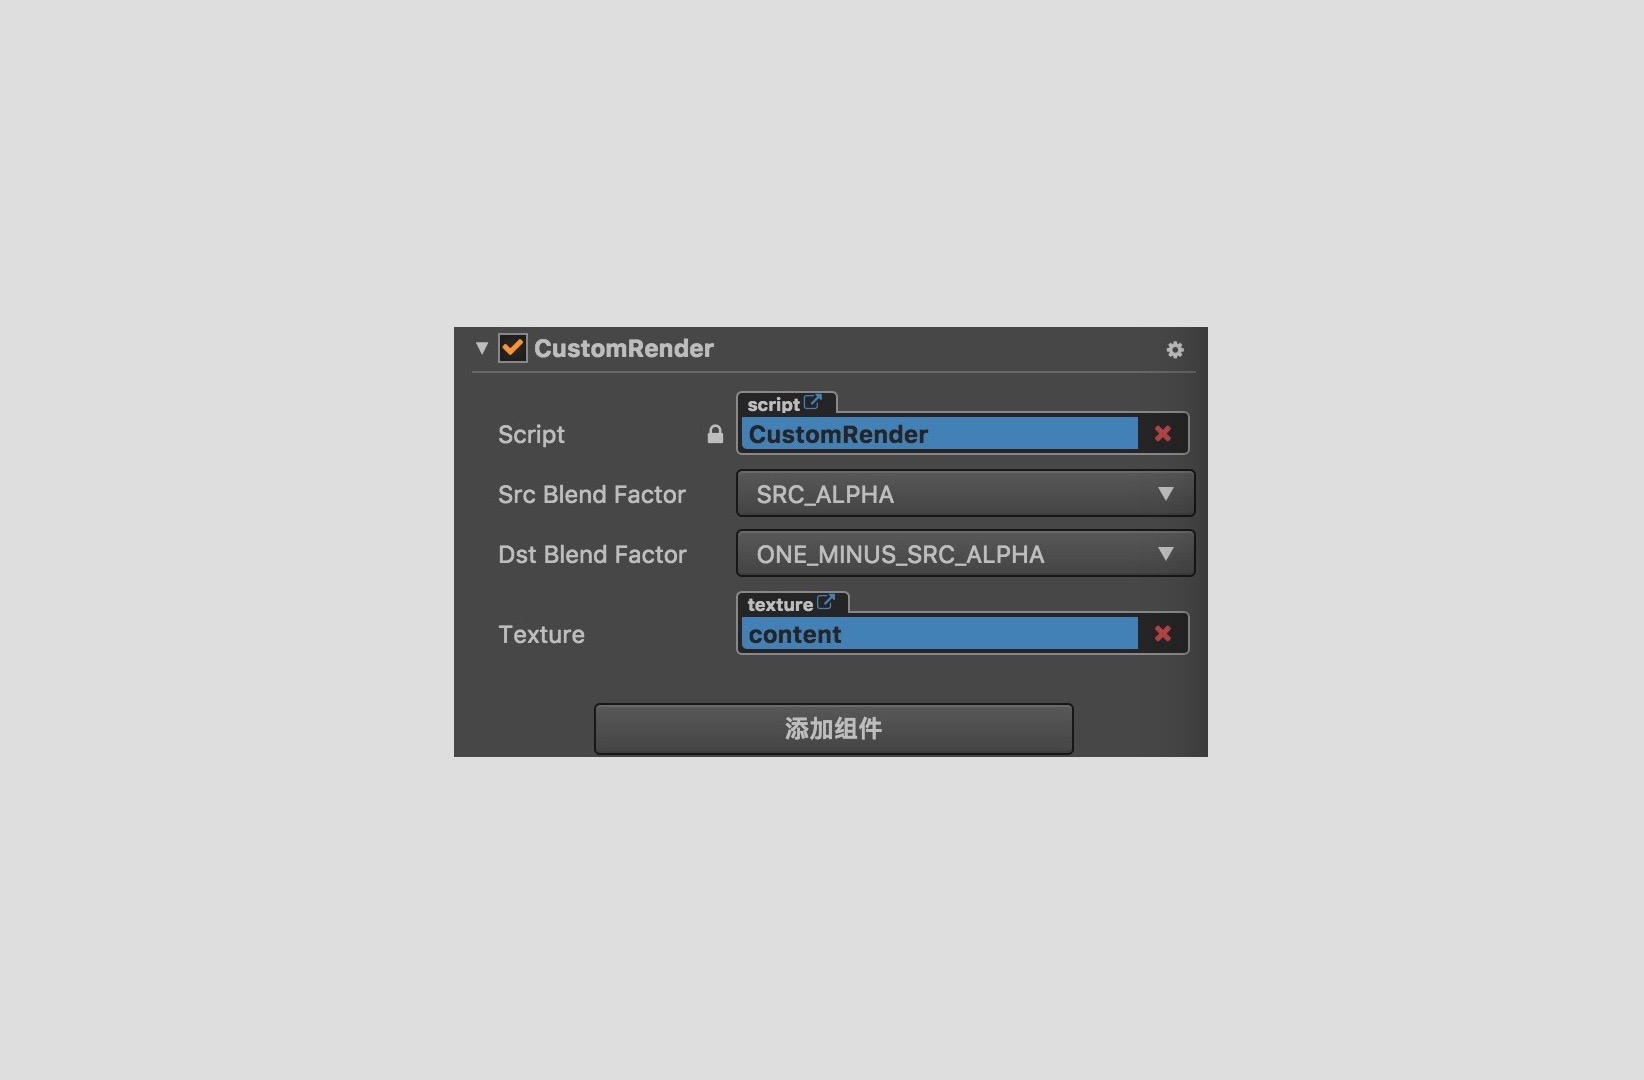 CustomRender
script
Script
CustomRender
Src Blend Factor
SRC_ALPHA
Dst Blend Factor
ONE_MINUS_SRC_ALPHA
texture
Texture
content
添加组件